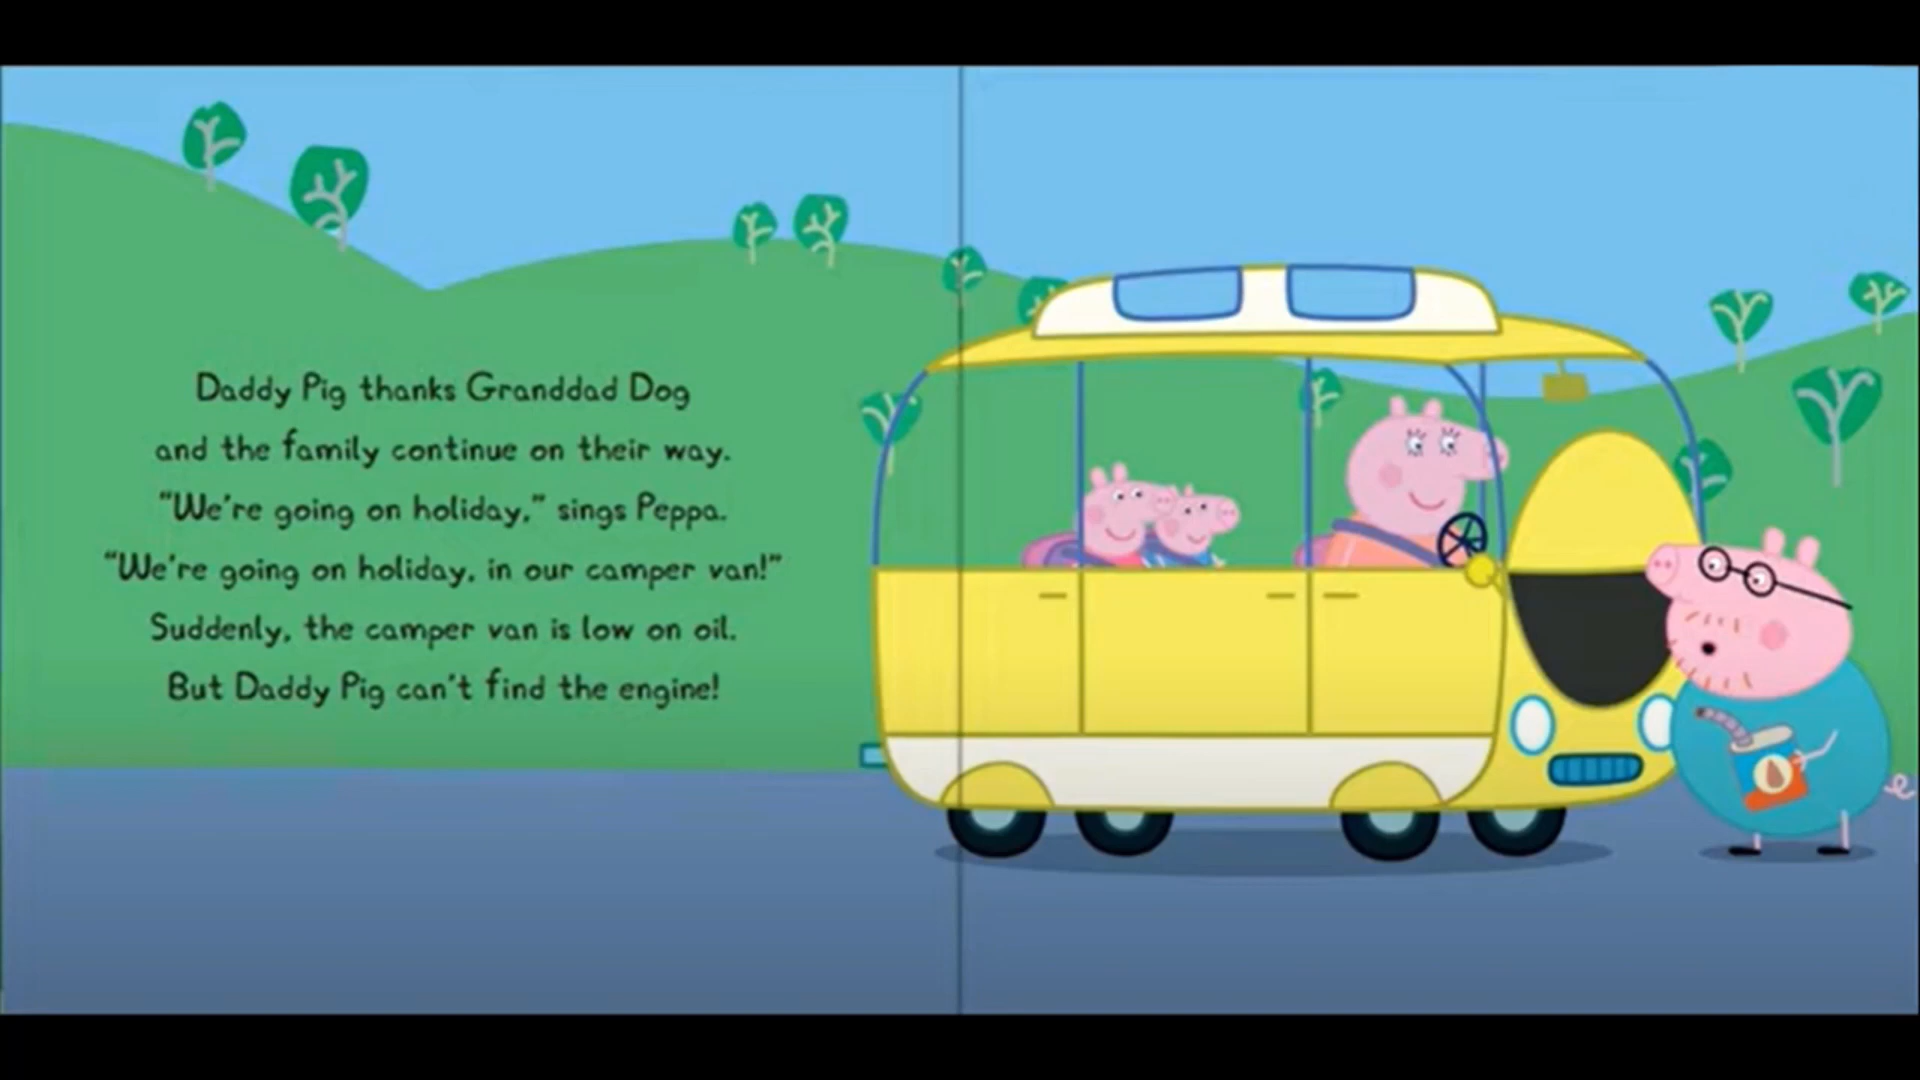 Daddy Pig thanks Granddad Dog
and the family continue on their way.
"We're going on holiday," sings Peppa.
"We're going on holiday, in our camper van!"
Suddenly, the camper van is low on oil.
But Daddy Pig can't find the engine!